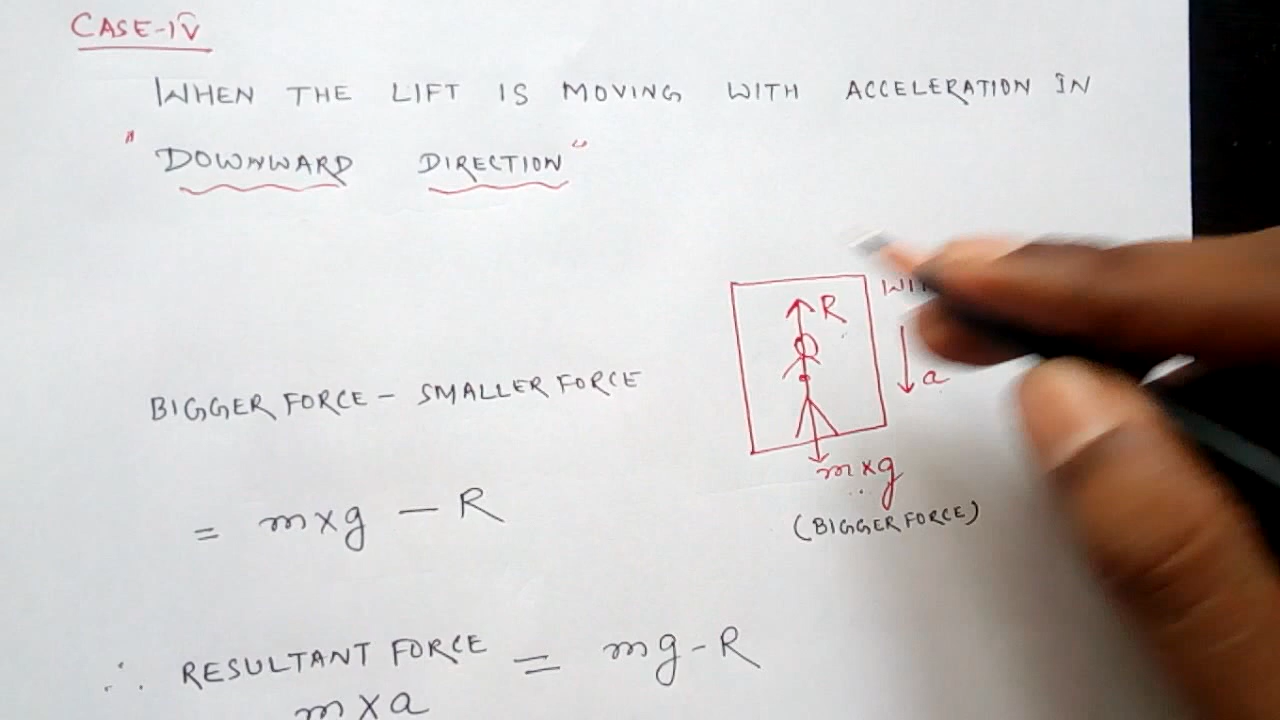 CASE-IV
WHEN THE LIFT IS MOVING WITH ACCELERATION IN
"DOWNWARD DIRECTION"
R
a
BIGGER FORCE - SMALLER FORCE
m×g
(BIGGER FORCE)
= m×g - R
∴ RESULTANT FORCE = mg-R
m×a